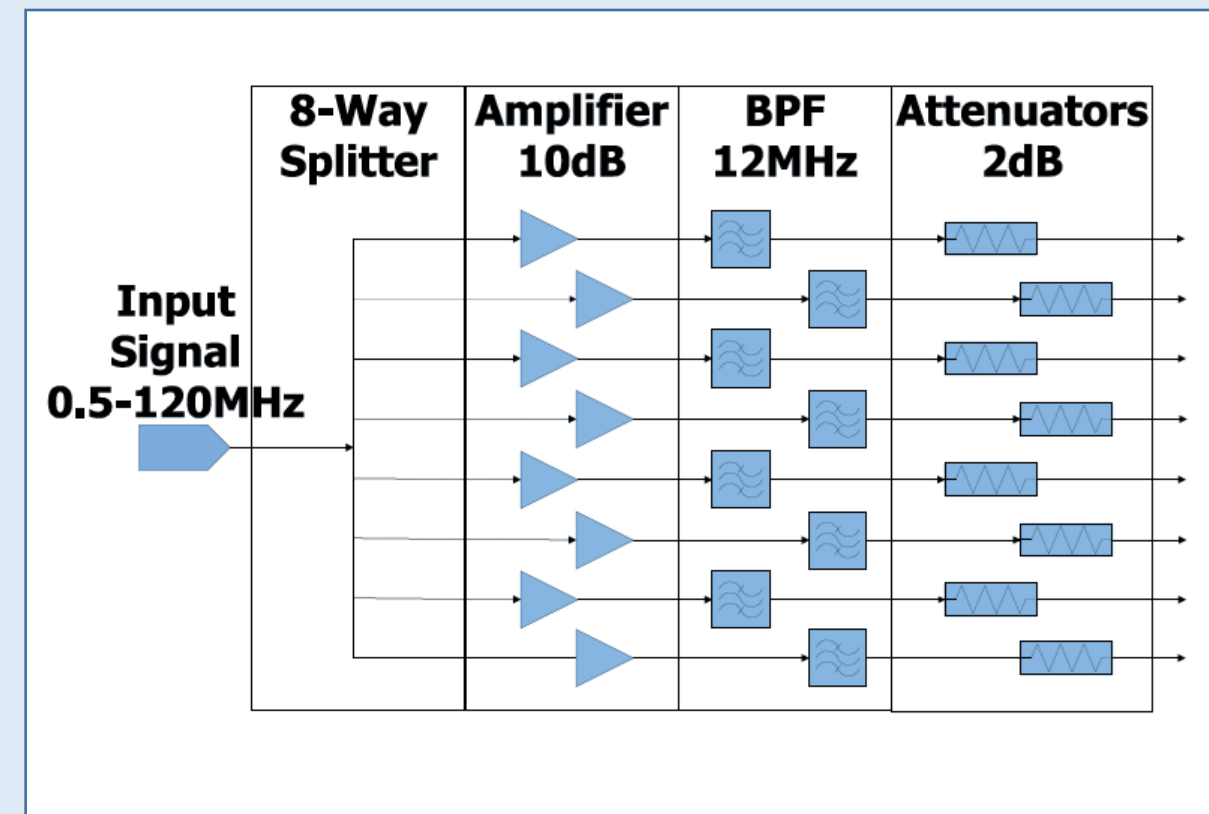 8-Way
Splitter
Amplifier
10dB
BPF
12MHz
Attenuators
2dB
Input
Signal
0.5-120MHz